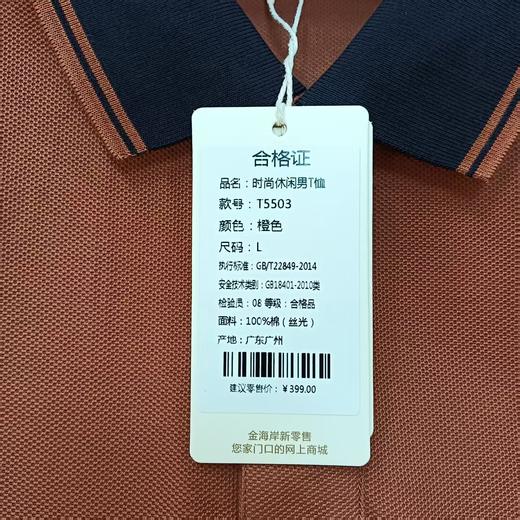 合格证
品名：时尚休闲男T恤
款号：T5503
颜色：橙色
尺码：L
执行标准：GB/T22849-2014
安全技术类别：GB18401-2010类
检验员：08 等级：合格品
面料：100%棉（丝光）
产地：广东广州
建议零售价：￥399.00
金海岸新零售
您家门口的网上商城